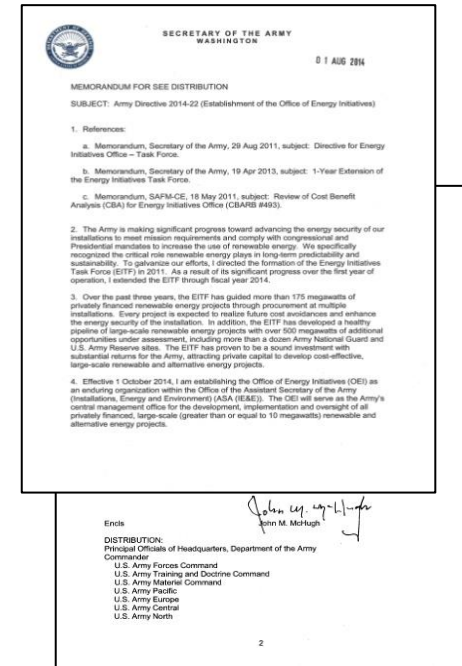 SECRETARY OF THE ARMY
WASHINGTON
0 1 AUG 2014
MEMORANDUM FOR SEE DISTRIBUTION
SUBJECT: Army Directive 2014-22 (Establishment of the Office of Energy Initiatives)
1. References:
a. Memorandum, Secretary of the Army, 29 Aug 2011, subject: Directive for Energy
Initiatives Office – Task Force.
b. Memorandum, Secretary of the Army, 19 Apr 2013, subject: 1-Year Extension of
the Energy Initiatives Task Force.
c. Memorandum, SAFM-CE, 18 May 2011, subject: Review of Cost Benefit
Analysis (CBA) for Energy Initiatives Office (CBARB #493).
2. The Army is making significant progress toward advancing the energy security of our
installations to meet mission requirements and comply with congressional and
Presidential mandates to increase the use of renewable energy. We specifically
recognized the critical role renewable energy plays in long-term predictability and
sustainability. To galvanize our efforts, I directed the formation of the Energy Initiatives
Task Force (EITF) in 2011. As a result of its significant progress over the first year of
operation, I extended the EITF through fiscal year 2014.
3. Over the past three years, the EITF has guided more than 175 megawatts of
privately financed renewable energy projects through procurement at multiple
installations. Every project is expected to realize future cost avoidances and enhance
the energy security of the installation. In addition, the EITF has developed a healthy
pipeline of large-scale renewable energy projects with over 500 megawatts of additional
opportunities under assessment, including more than a dozen Army National Guard and
U.S. Army Reserve sites. The EITF has proven to be a sound investment with
substantial returns for the Army, attracting private capital to develop cost-effective,
large-scale renewable and alternative energy projects.
4. Effective 1 October 2014, I am establishing the Office of Energy Initiatives (OEI) as
an enduring organization within the Office of the Assistant Secretary of the Army
(Installations, Energy and Environment) (ASA (IE&E)). The OEI will serve as the Army's
central management office for the development, implementation and oversight of all
privately financed, large-scale (greater than or equal to 10 megawatts) renewable and
alternative energy projects.
Encls
John M. McHugh
DISTRIBUTION:
Principal Officials of Headquarters, Department of the Army
Commander
U.S. Army Forces Command
U.S. Army Training and Doctrine Command
U.S. Army Materiel Command
U.S. Army Pacific
U.S. Army Europe
U.S. Army Central
U.S. Army North
2